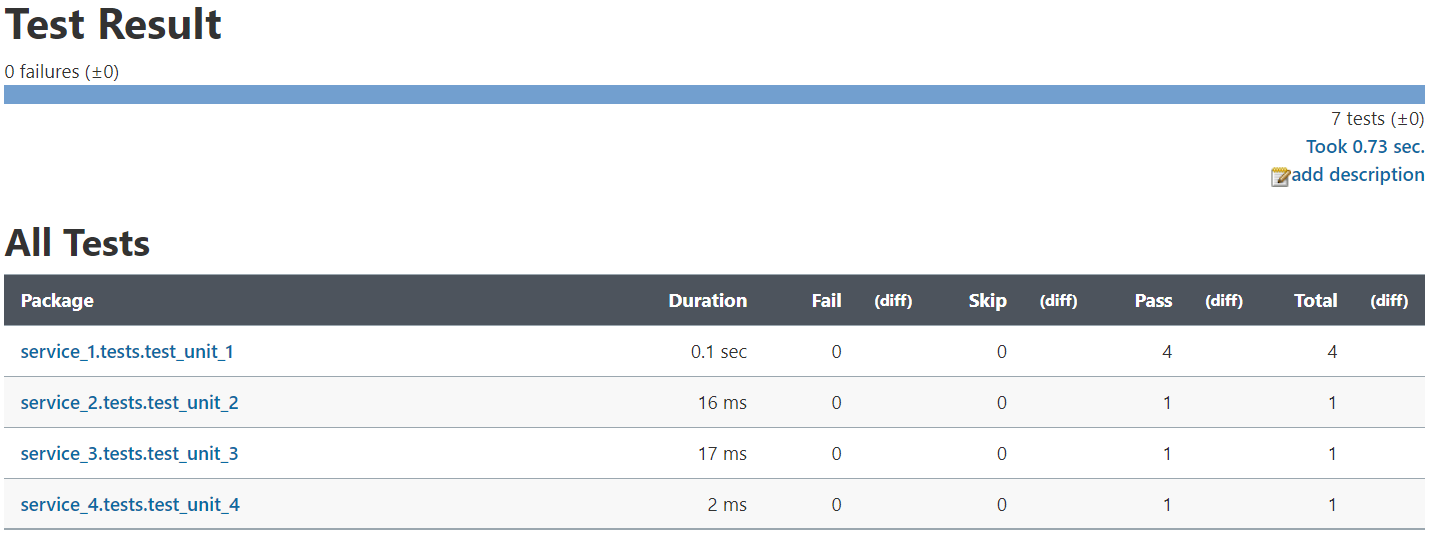 Test Result
0 failures (±0)
7 tests (±0)
Took 0.73 sec.
add description
All Tests
Package Duration Fail (diff) Skip (diff) Pass (diff) Total (diff)
service_1.tests.test_unit_1 0.1 sec 0 0 4 4
service_2.tests.test_unit_2 16 ms 0 0 1 1
service_3.tests.test_unit_3 17 ms 0 0 1 1
service_4.tests.test_unit_4 2 ms 0 0 1 1